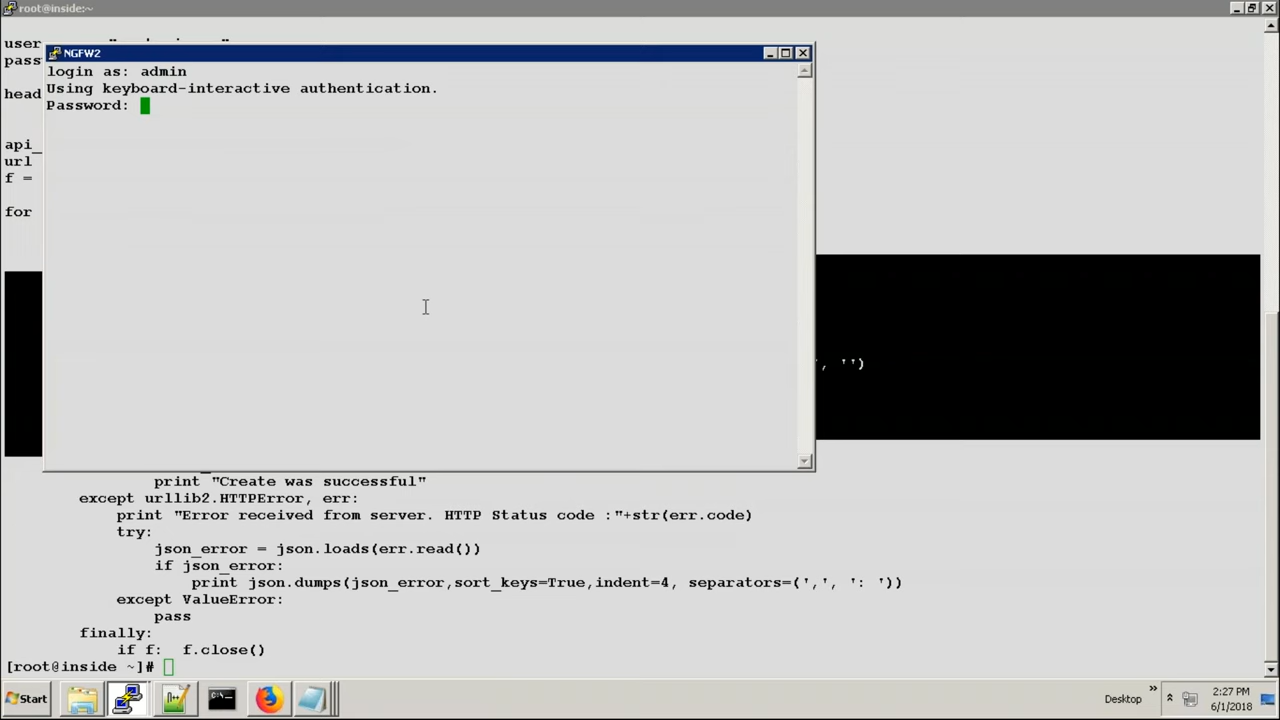 root@inside:~
user
pass
head
api_
url
f =
for
NGFW2
login as: admin
Using keyboard-interactive authentication.
Password:
, '')
print "Create was successful"
except urllib2.HTTPError, err:
print "Error received from server. HTTP Status code :"+str(err.code)
try:
json_error = json.loads(err.read())
if json_error:
print json.dumps(json_error,sort_keys=True,indent=4, separators=(',', ': '))
except ValueError:
pass
finally:
if f:  f.close()
[root@inside ~]#
Start
Desktop
2:27 PM
6/1/2018